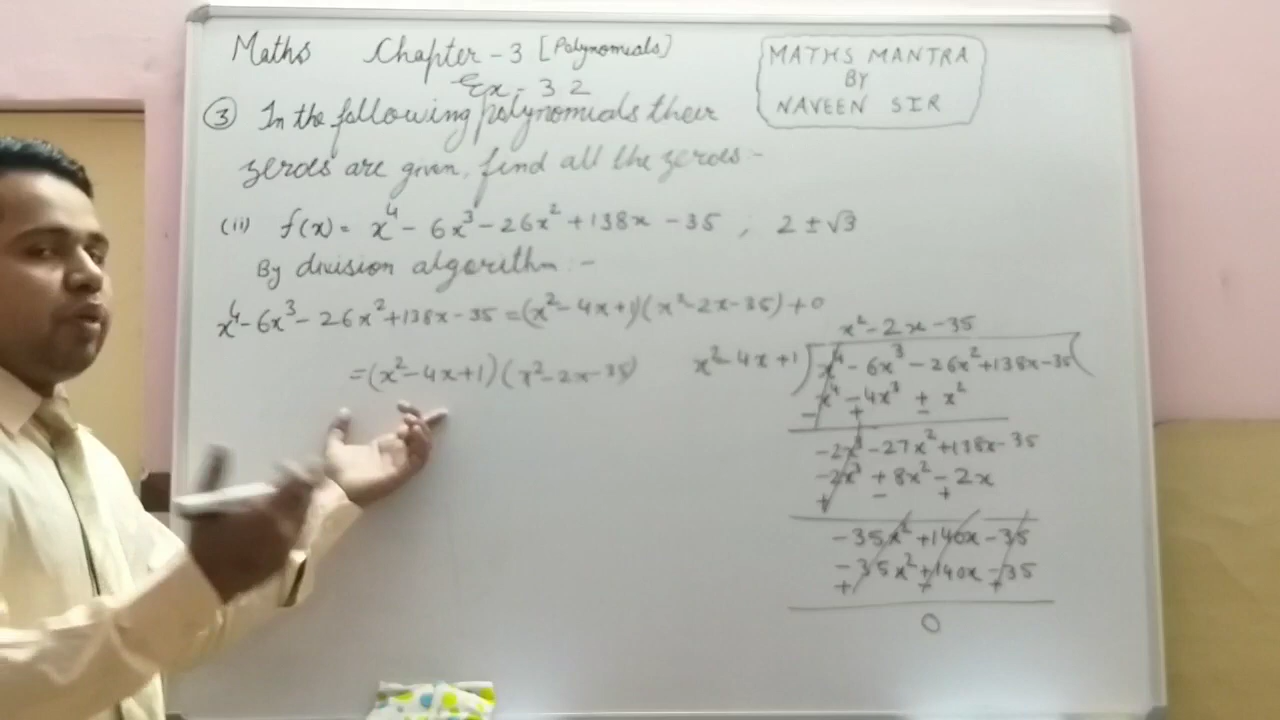 Maths Chapter - 3 [Polynomials]
Ex - 3 2
MATHS MANTRA
BY
NAVEEN SIR
③ In the following polynomials their
zeroes are given, find all the zeroes -
(ii) f(x) = x⁴ - 6x³ - 26x² + 138x - 35 ; 2 ± √3
By division algorithm :-
x⁴ - 6x³ - 26x² + 138x - 35 = (x² - 4x + 1)(x² - 2x - 35) + 0
= (x² - 4x + 1)(x² - 2x - 35)
x² - 2x - 35
x² - 4x + 1 ) x⁴ - 6x³ - 26x² + 138x - 35 (
x⁴ - 4x³ + x²
- + -
-2x³ - 27x² + 138x - 35
-2x³ + 8x² - 2x
+ - +
-35x² + 140x - 35
-35x² + 140x - 35
+ - +
0